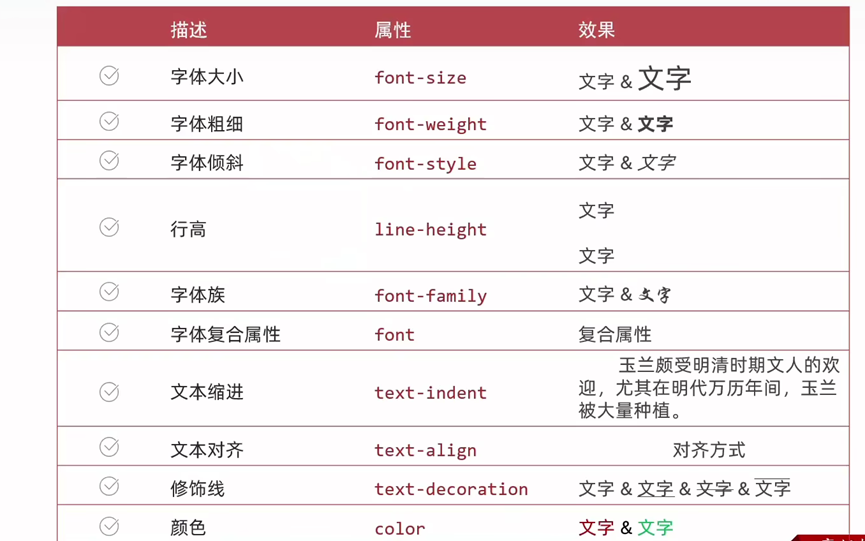 描述 属性 效果
字体大小 font-size 文字 & 文字
字体粗细 font-weight 文字 & 文字
字体倾斜 font-style 文字 & 文字
文字
行高 line-height
文字
字体族 font-family 文字 & 文字
字体复合属性 font 复合属性
玉兰颇受明清时期文人的欢
文本缩进 text-indent 迎，尤其在明代万历年间，玉兰
被大量种植。
文本对齐 text-align 对齐方式
修饰线 text-decoration 文字 & 文字 & 文字 & 文字
颜色 color 文字 & 文字